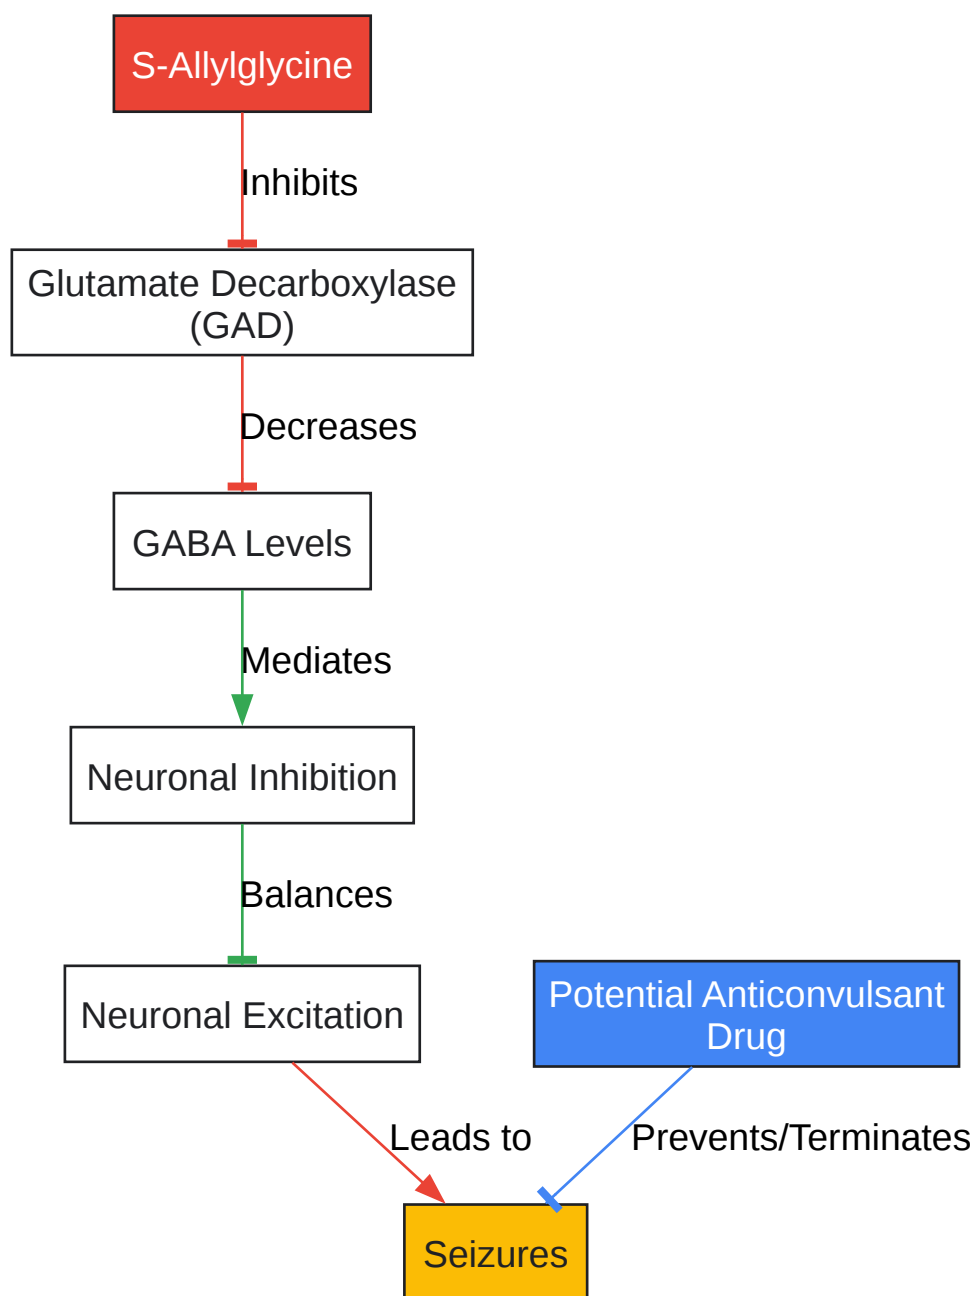 S-Allylglycine
Inhibits
Glutamate Decarboxylase
(GAD)
Decreases
GABA Levels
Mediates
Neuronal Inhibition
Balances
Neuronal Excitation
Potential Anticonvulsant
Drug
Leads to
Prevents/Terminates
Seizures